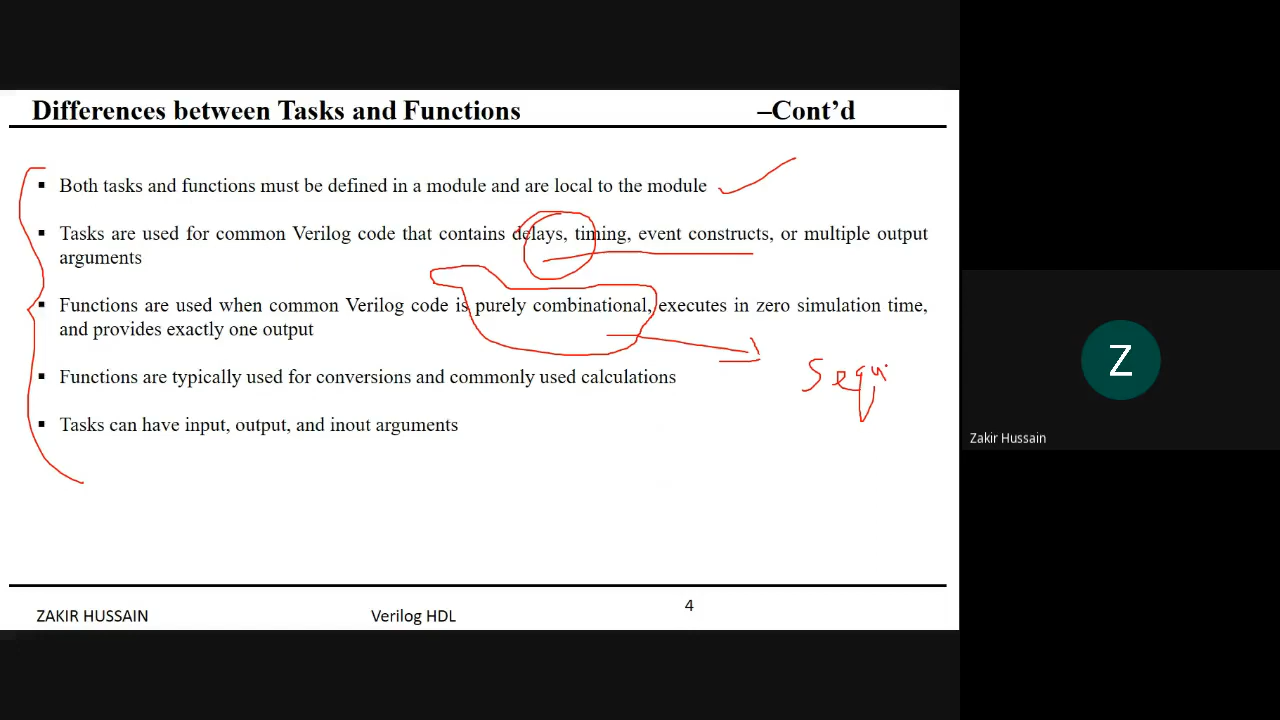 Differences between Tasks and Functions –Cont'd
▪ Both tasks and functions must be defined in a module and are local to the module
▪ Tasks are used for common Verilog code that contains delays, timing, event constructs, or multiple output
arguments
▪ Functions are used when common Verilog code is purely combinational, executes in zero simulation time,
and provides exactly one output
▪ Functions are typically used for conversions and commonly used calculations
▪ Tasks can have input, output, and inout arguments
Sequ
Z
Zakir Hussain
ZAKIR HUSSAIN Verilog HDL 4